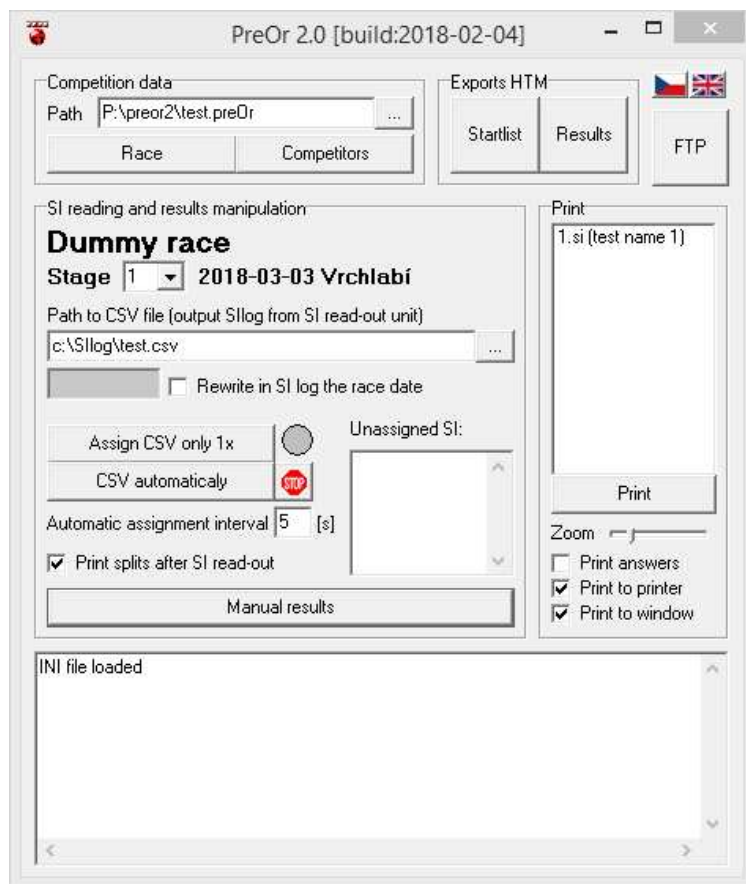 PreOr 2.0 [build:2018-02-04]
Competition data
Path P:\preor2\test.preOr ...
Race Competitors
Exports HTM
Startlist Results
FTP
SI reading and results manipulation
Dummy race
Stage 1 2018-03-03 Vrchlabí
Path to CSV file (output SIlog from SI read-out unit)
c:\SIlog\test.csv ...
Rewrite in SI log the race date
Assign CSV only 1x
CSV automaticaly STOP
Automatic assignment interval 5 [s]
Print splits after SI read-out
Unassigned SI:
Manual results
Print
1.si (test name 1)
Print
Zoom
Print answers
Print to printer
Print to window
INI file loaded